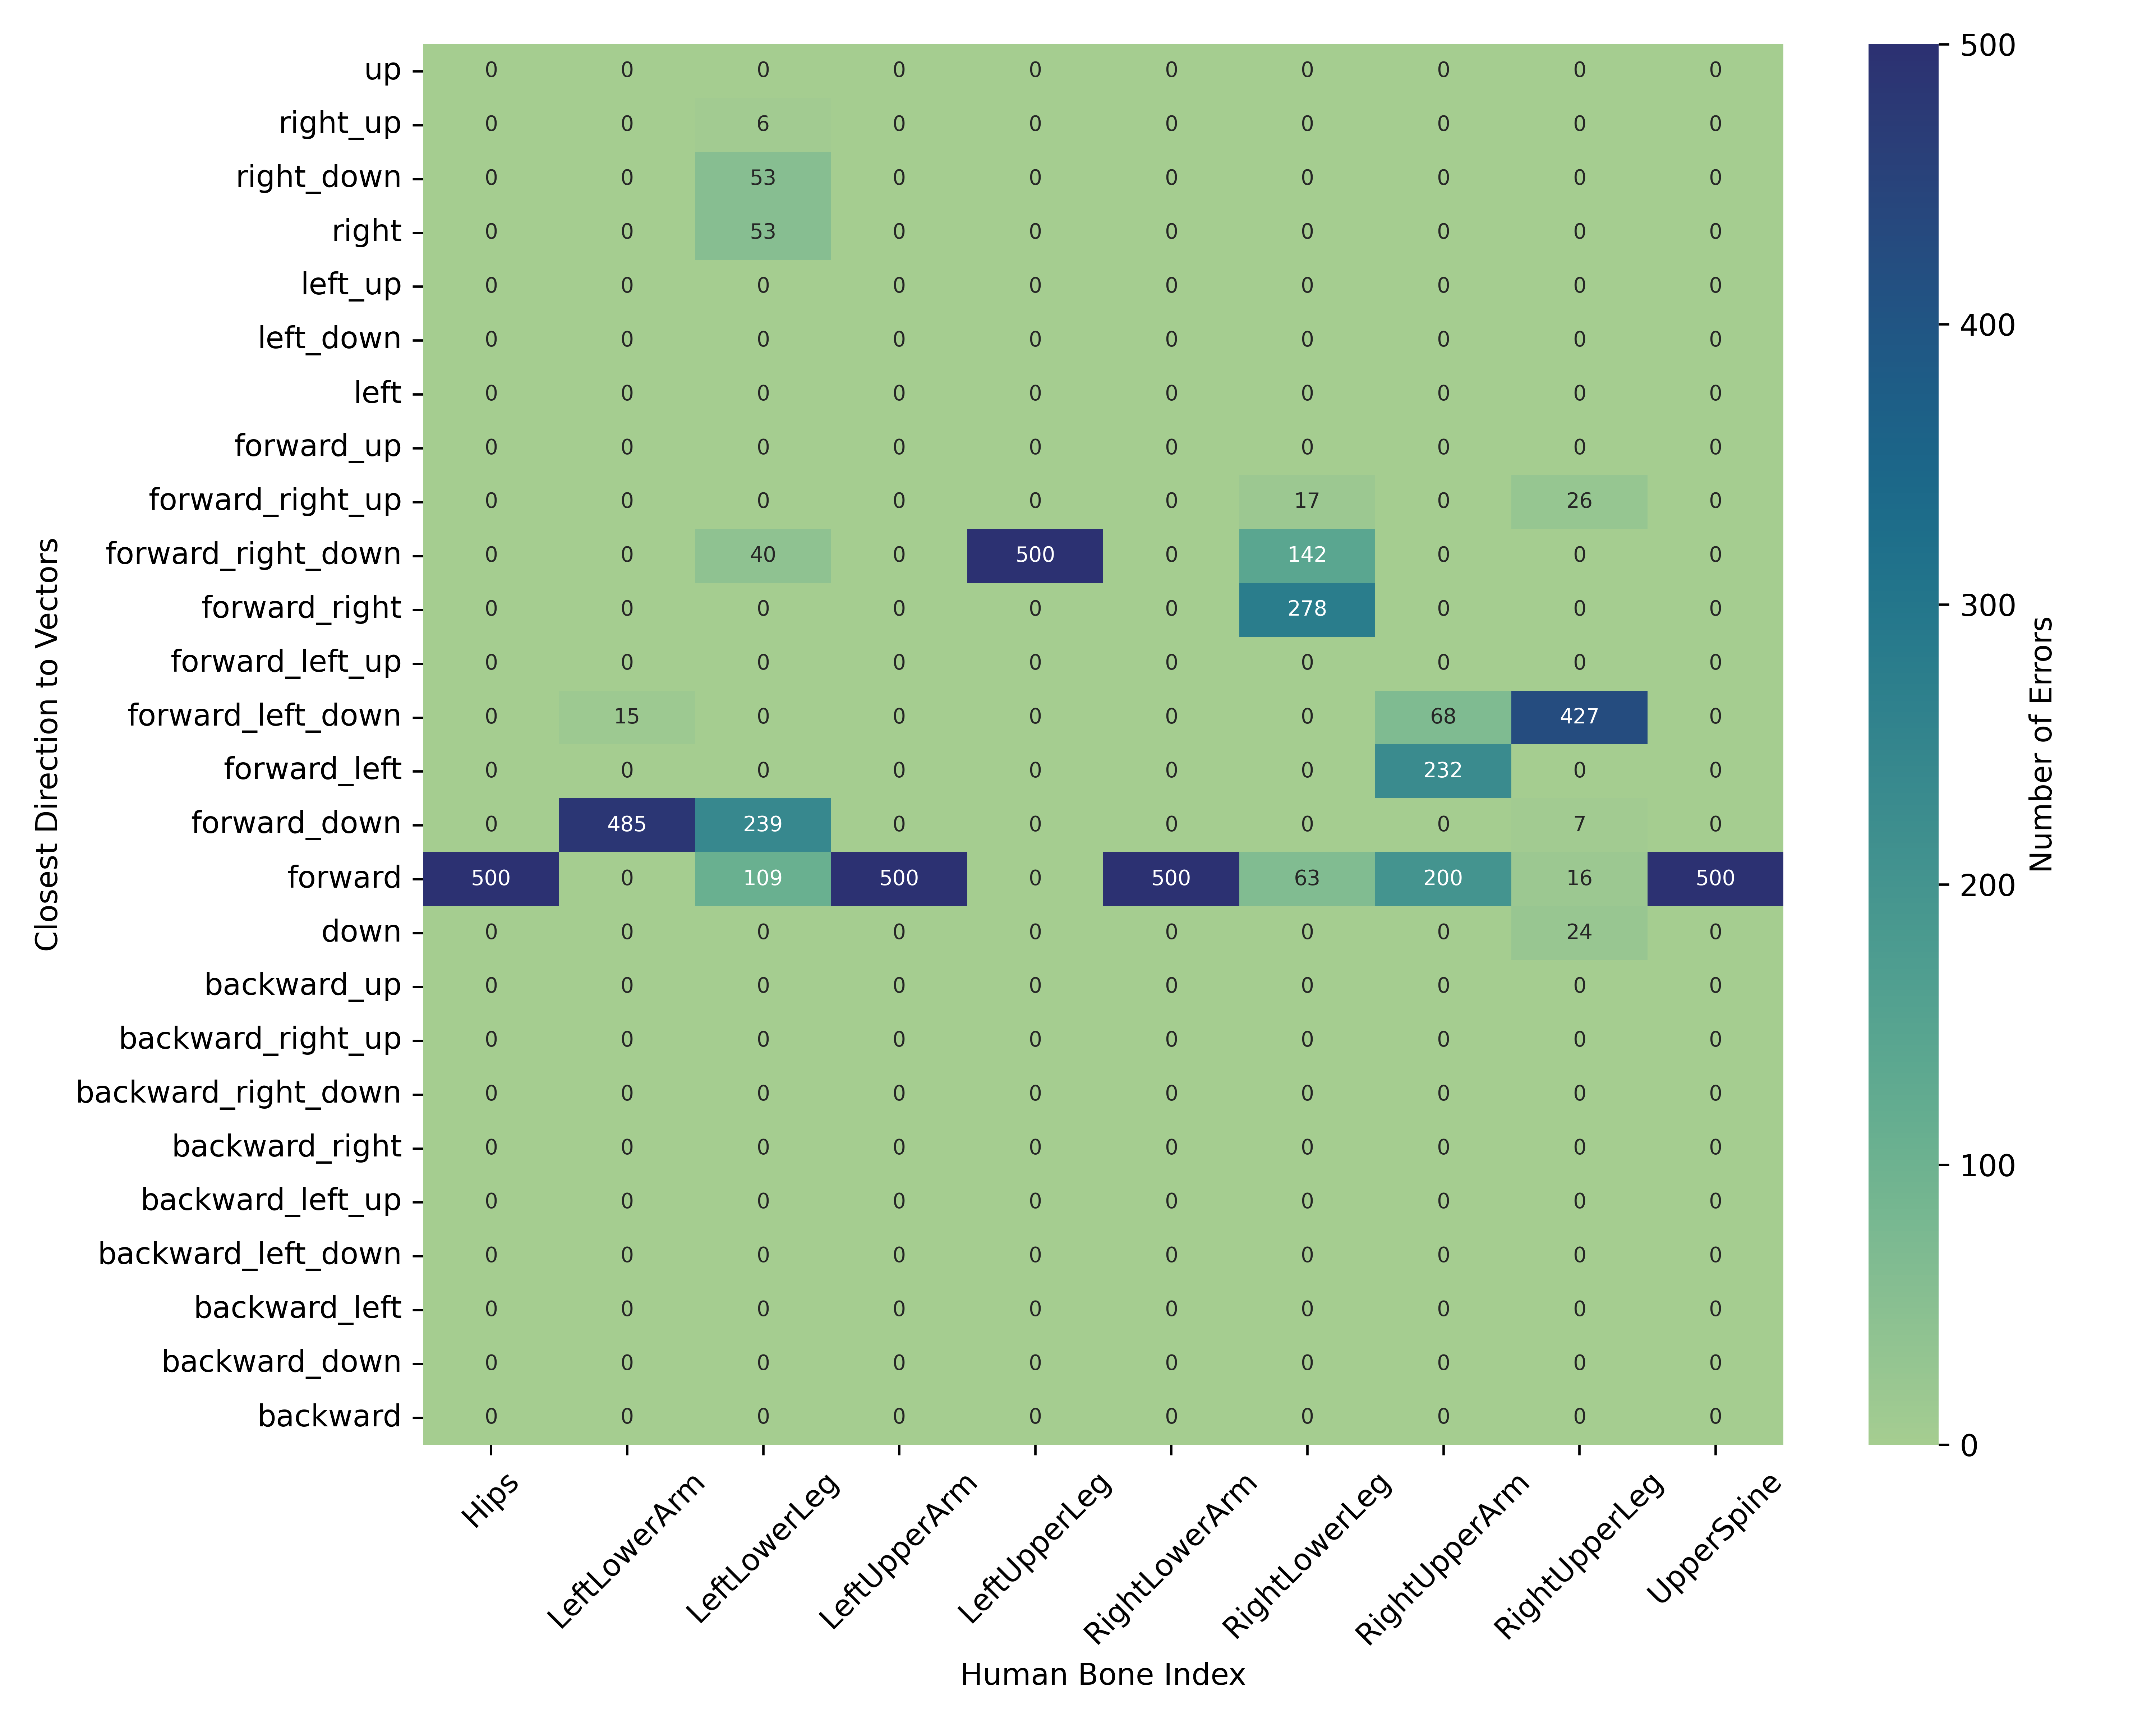 up 0 0 0 0 0 0 0 0 0 0
right_up 0 0 6 0 0 0 0 0 0 0
right_down 0 0 53 0 0 0 0 0 0 0
right 0 0 53 0 0 0 0 0 0 0
left_up 0 0 0 0 0 0 0 0 0 0
left_down 0 0 0 0 0 0 0 0 0 0
left 0 0 0 0 0 0 0 0 0 0
forward_up 0 0 0 0 0 0 0 0 0 0
forward_right_up 0 0 0 0 0 0 17 0 26 0
forward_right_down 0 0 40 0 500 0 142 0 0 0
forward_right 0 0 0 0 0 0 278 0 0 0
forward_left_up 0 0 0 0 0 0 0 0 0 0
forward_left_down 0 15 0 0 0 0 0 68 427 0
forward_left 0 0 0 0 0 0 0 232 0 0
forward_down 0 485 239 0 0 0 0 0 7 0
forward 500 0 109 500 0 500 63 200 16 500
down 0 0 0 0 0 0 0 0 24 0
backward_up 0 0 0 0 0 0 0 0 0 0
backward_right_up 0 0 0 0 0 0 0 0 0 0
backward_right_down 0 0 0 0 0 0 0 0 0 0
backward_right 0 0 0 0 0 0 0 0 0 0
backward_left_up 0 0 0 0 0 0 0 0 0 0
backward_left_down 0 0 0 0 0 0 0 0 0 0
backward_left 0 0 0 0 0 0 0 0 0 0
backward_down 0 0 0 0 0 0 0 0 0 0
backward 0 0 0 0 0 0 0 0 0 0
Hips LeftLowerArm LeftLowerLeg LeftUpperArm LeftUpperLeg RightLowerArm RightLowerLeg RightUpperArm RightUpperLeg UpperSpine
Human Bone Index
Closest Direction to Vectors
500
400
300
200
100
0
Number of Errors